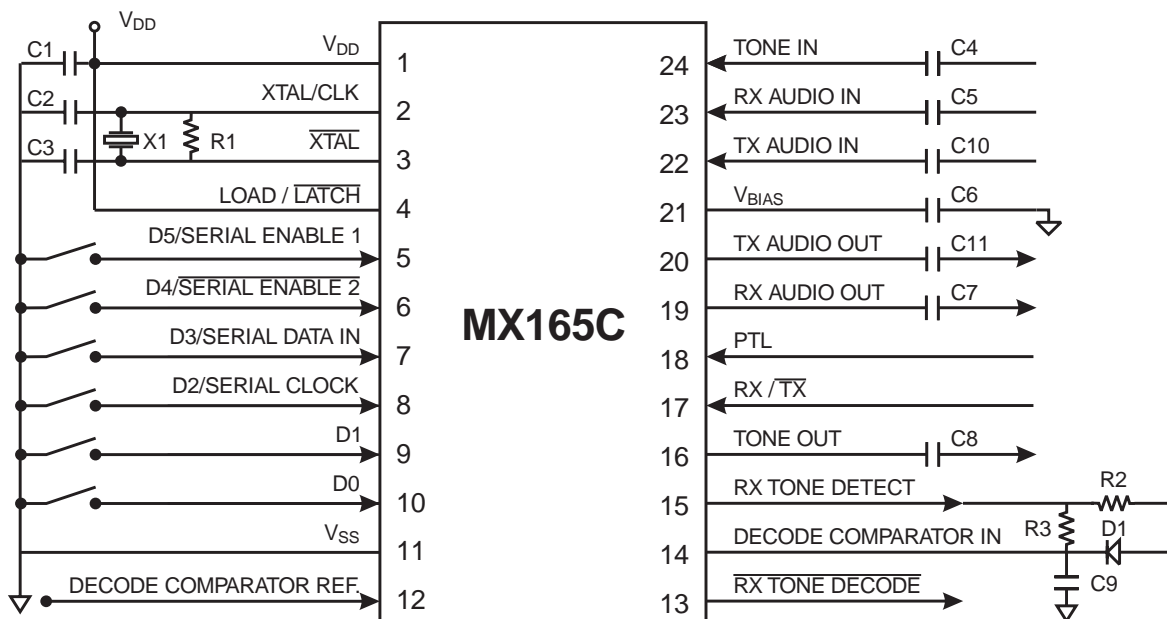 V_DD
C1
V_DD
1
C2
XTAL/CLK
2
X1
R1
C3
XTAL
3
LOAD / LATCH
4
D5/SERIAL ENABLE 1
5
D4/SERIAL ENABLE 2
6
D3/SERIAL DATA IN
7
D2/SERIAL CLOCK
8
D1
9
D0
10
V_SS
11
DECODE COMPARATOR REF.
12
MX165C
24
TONE IN
C4
23
RX AUDIO IN
C5
22
TX AUDIO IN
C10
21
V_BIAS
C6
20
TX AUDIO OUT
C11
19
RX AUDIO OUT
C7
18
PTL
17
RX / TX
16
TONE OUT
C8
15
RX TONE DETECT
R2
R3
D1
14
DECODE COMPARATOR IN
C9
13
RX TONE DECODE